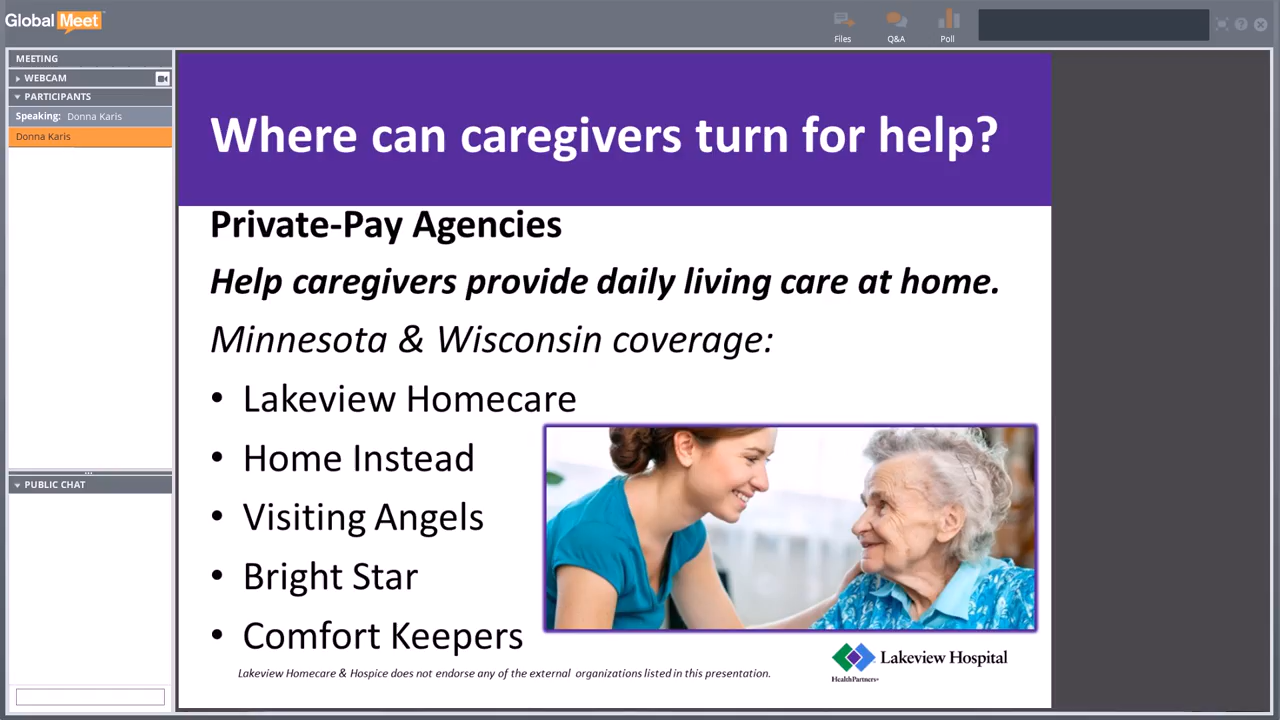 GlobalMeet
Files
Q&A
Poll
MEETING
WEBCAM
PARTICIPANTS
Speaking: Donna Karis
Donna Karis
PUBLIC CHAT
Where can caregivers turn for help?
Private-Pay Agencies
Help caregivers provide daily living care at home.
Minnesota & Wisconsin coverage:
• Lakeview Homecare
• Home Instead
• Visiting Angels
• Bright Star
• Comfort Keepers
Lakeview Homecare & Hospice does not endorse any of the external organizations listed in this presentation.
Lakeview Hospital
HealthPartners